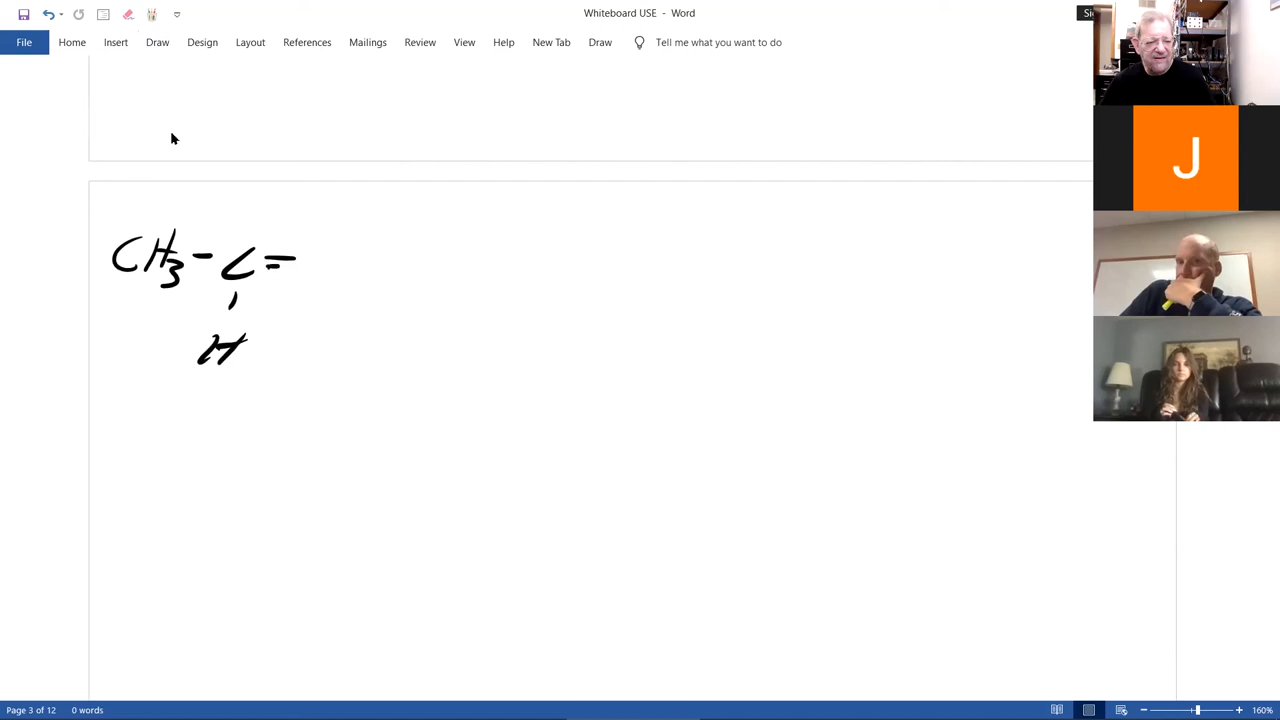 Whiteboard USE - Word
File Home Insert Draw Design Layout References Mailings Review View Help New Tab Draw Tell me what you want to do
J
CH3-C=
H
Page 3 of 12 0 words
160%